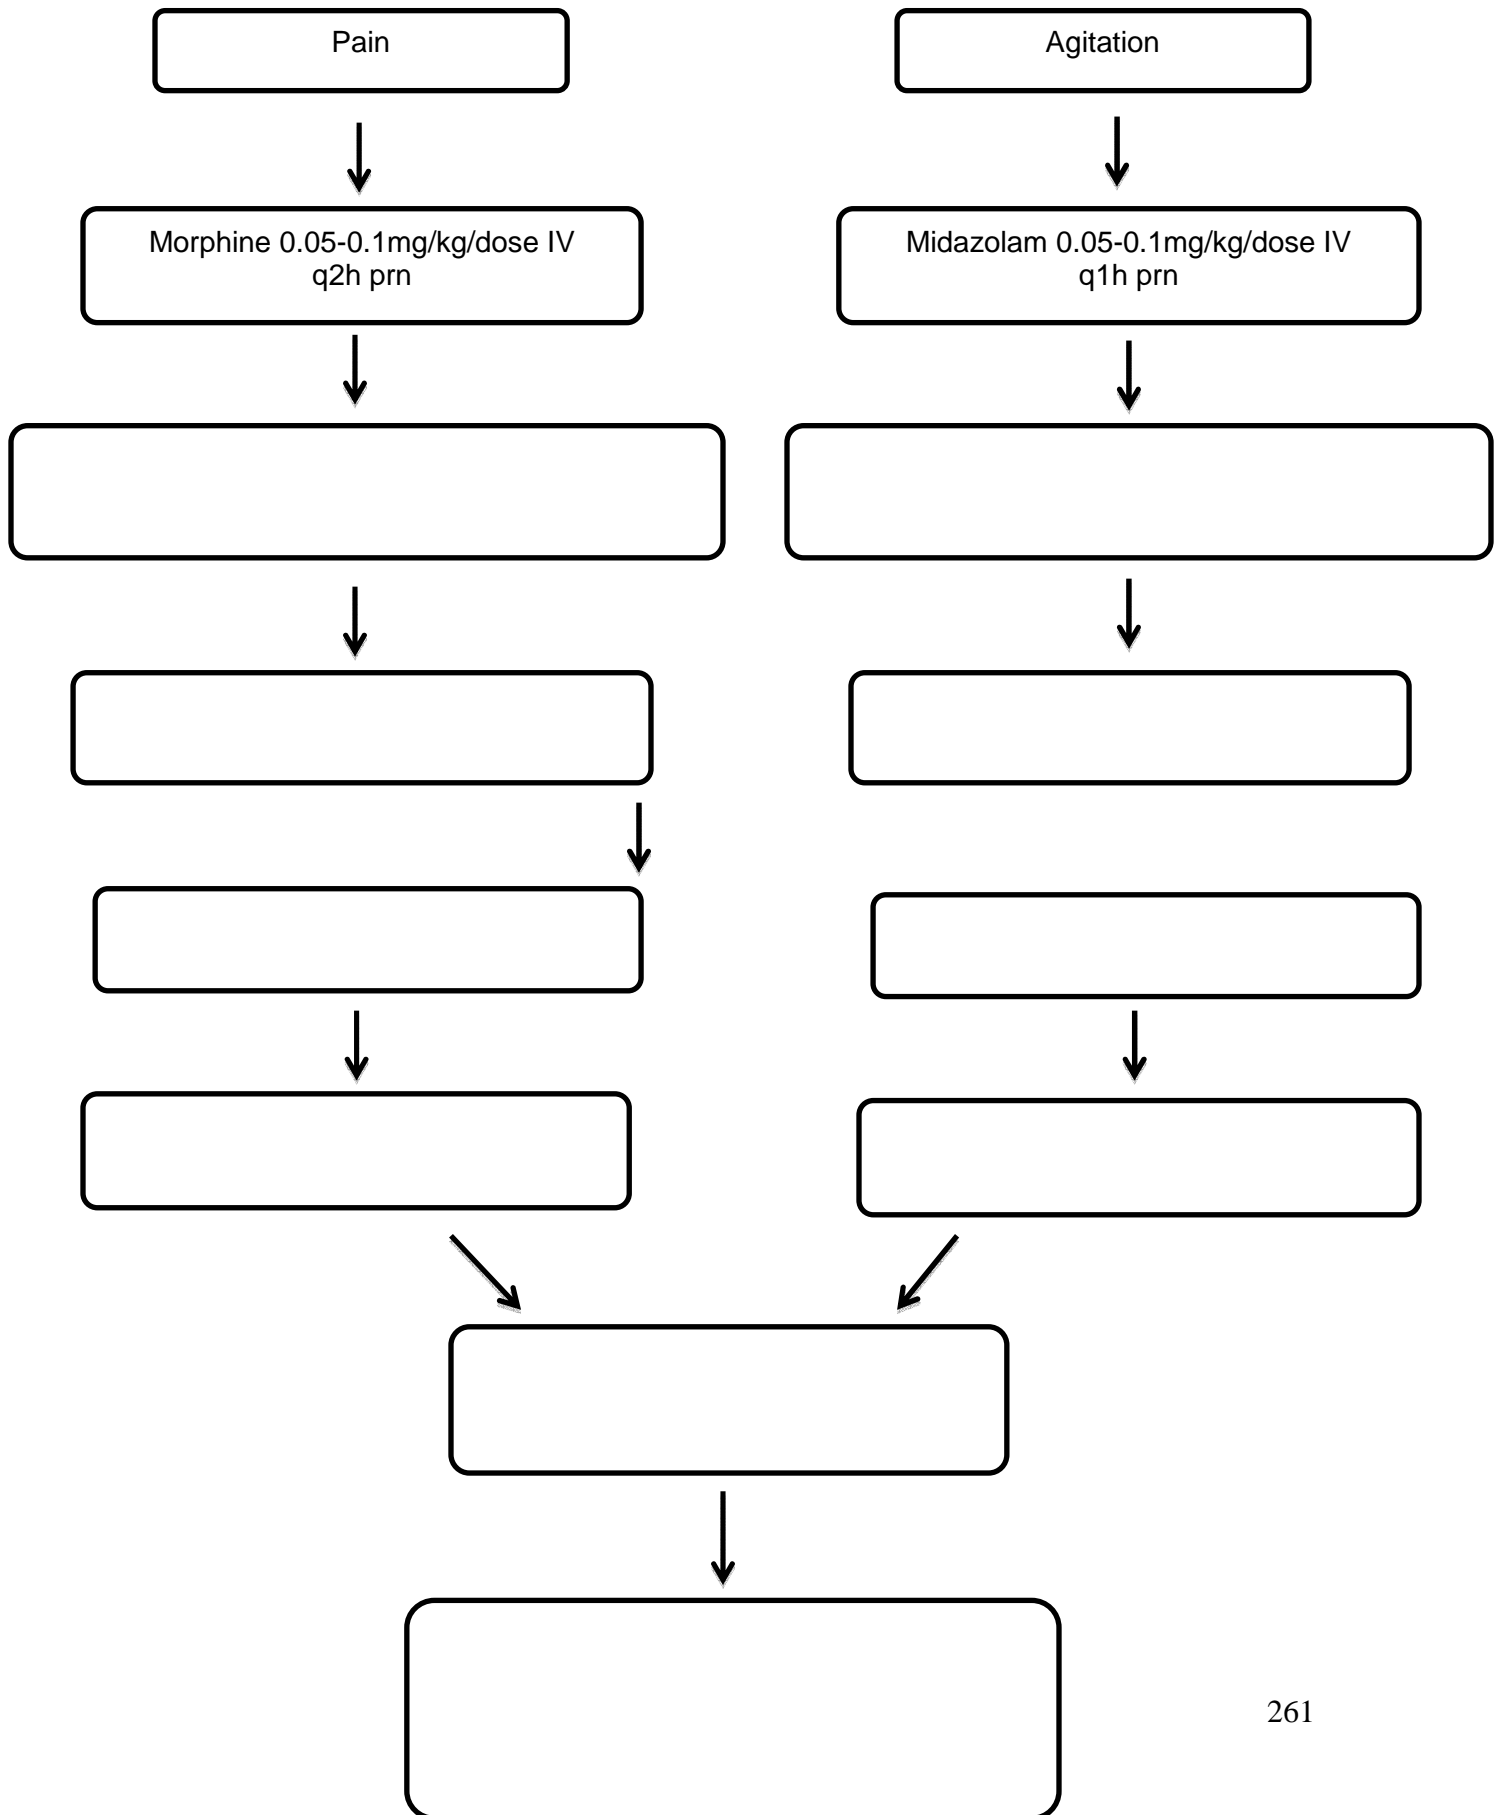 Pain
Agitation
Morphine 0.05-0.1mg/kg/dose IV
q2h prn
Midazolam 0.05-0.1mg/kg/dose IV
q1h prn
261